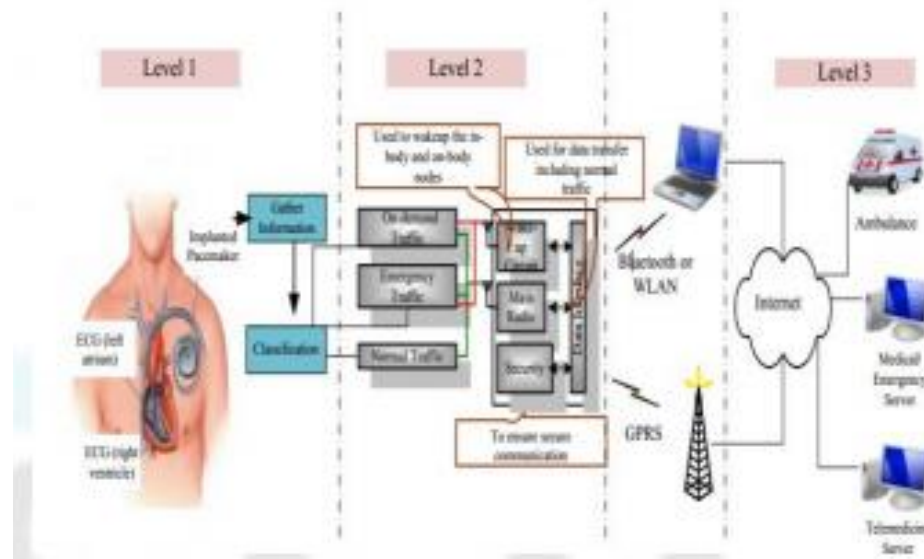 Level 1
Level 2
Level 3
Used to wakeup the in-
body and on-body
nodes
Used for data transfer
including normal
traffic
Gather
Information
Implanted
Pacemaker
On-demand
Traffic
Emergency
Traffic
Normal Traffic
Classification
Up
Main
Radio
Security
Data Interface
ECG (left
atrium)
ECG (right
ventricle)
To ensure secure
communication
Bluetooth or
WLAN
GPRS
Internet
Ambulance
Medical
Emergency
Server
Telemedicine
Server